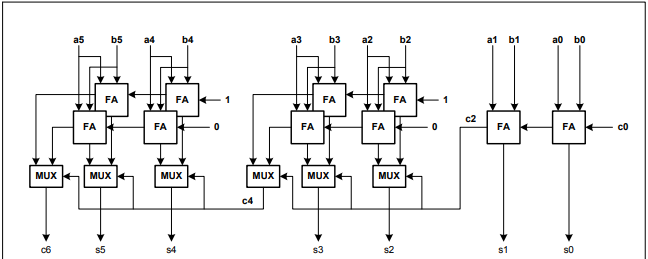 a5 b5 a4 b4 a3 b3 a2 b2 a1 b1 a0 b0
FA FA 1 FA FA 1
c2
FA FA 0 FA FA 0 FA FA c0
MUX MUX MUX MUX MUX MUX
c4
c6 s5 s4 s3 s2 s1 s0